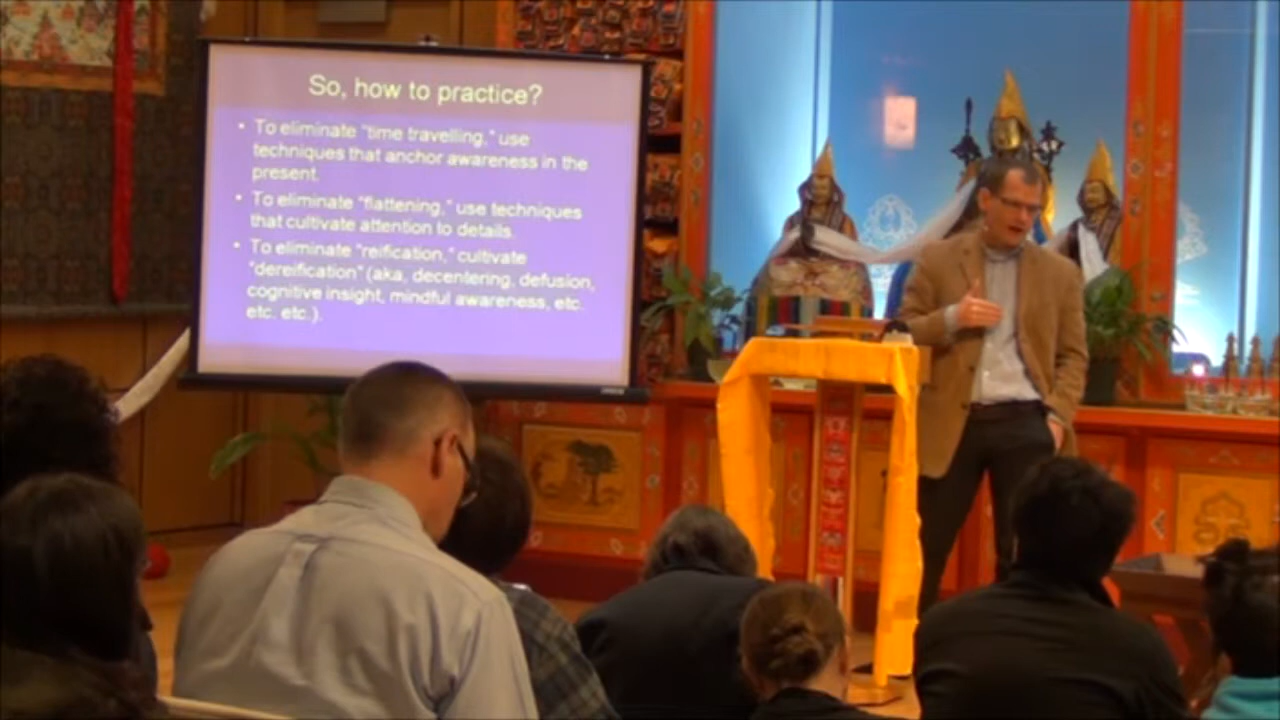 So, how to practice?
• To eliminate "time travelling," use
techniques that anchor awareness in the
present.
• To eliminate "flattening," use techniques
that cultivate attention to details.
• To eliminate "reification," cultivate
"dereification" (aka, decentering, defusion,
cognitive insight, mindful awareness, etc.
etc. etc.).